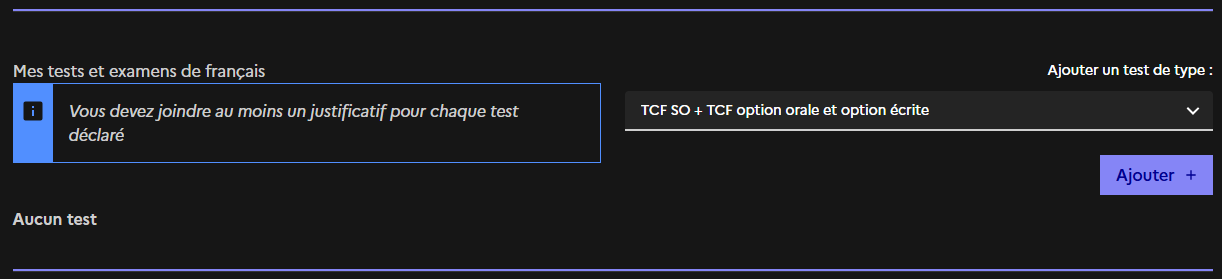 Mes tests et examens de français
Ajouter un test de type :
i
Vous devez joindre au moins un justificatif pour chaque test
déclaré
TCF SO + TCF option orale et option écrite
Ajouter +
Aucun test